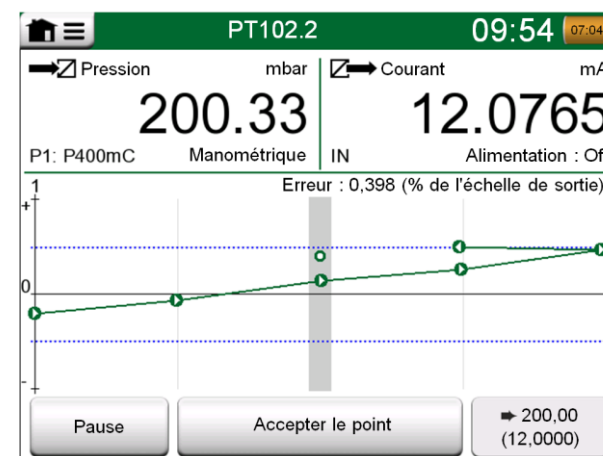 PT102.2 09:54 07:04
Pression mbar Courant mA
200.33 12.0765
P1: P400mC Manométrique IN Alimentation : Of
Erreur : 0,398 (% de l'échelle de sortie)
1
+
0
-
Pause Accepter le point 200,00
(12,0000)